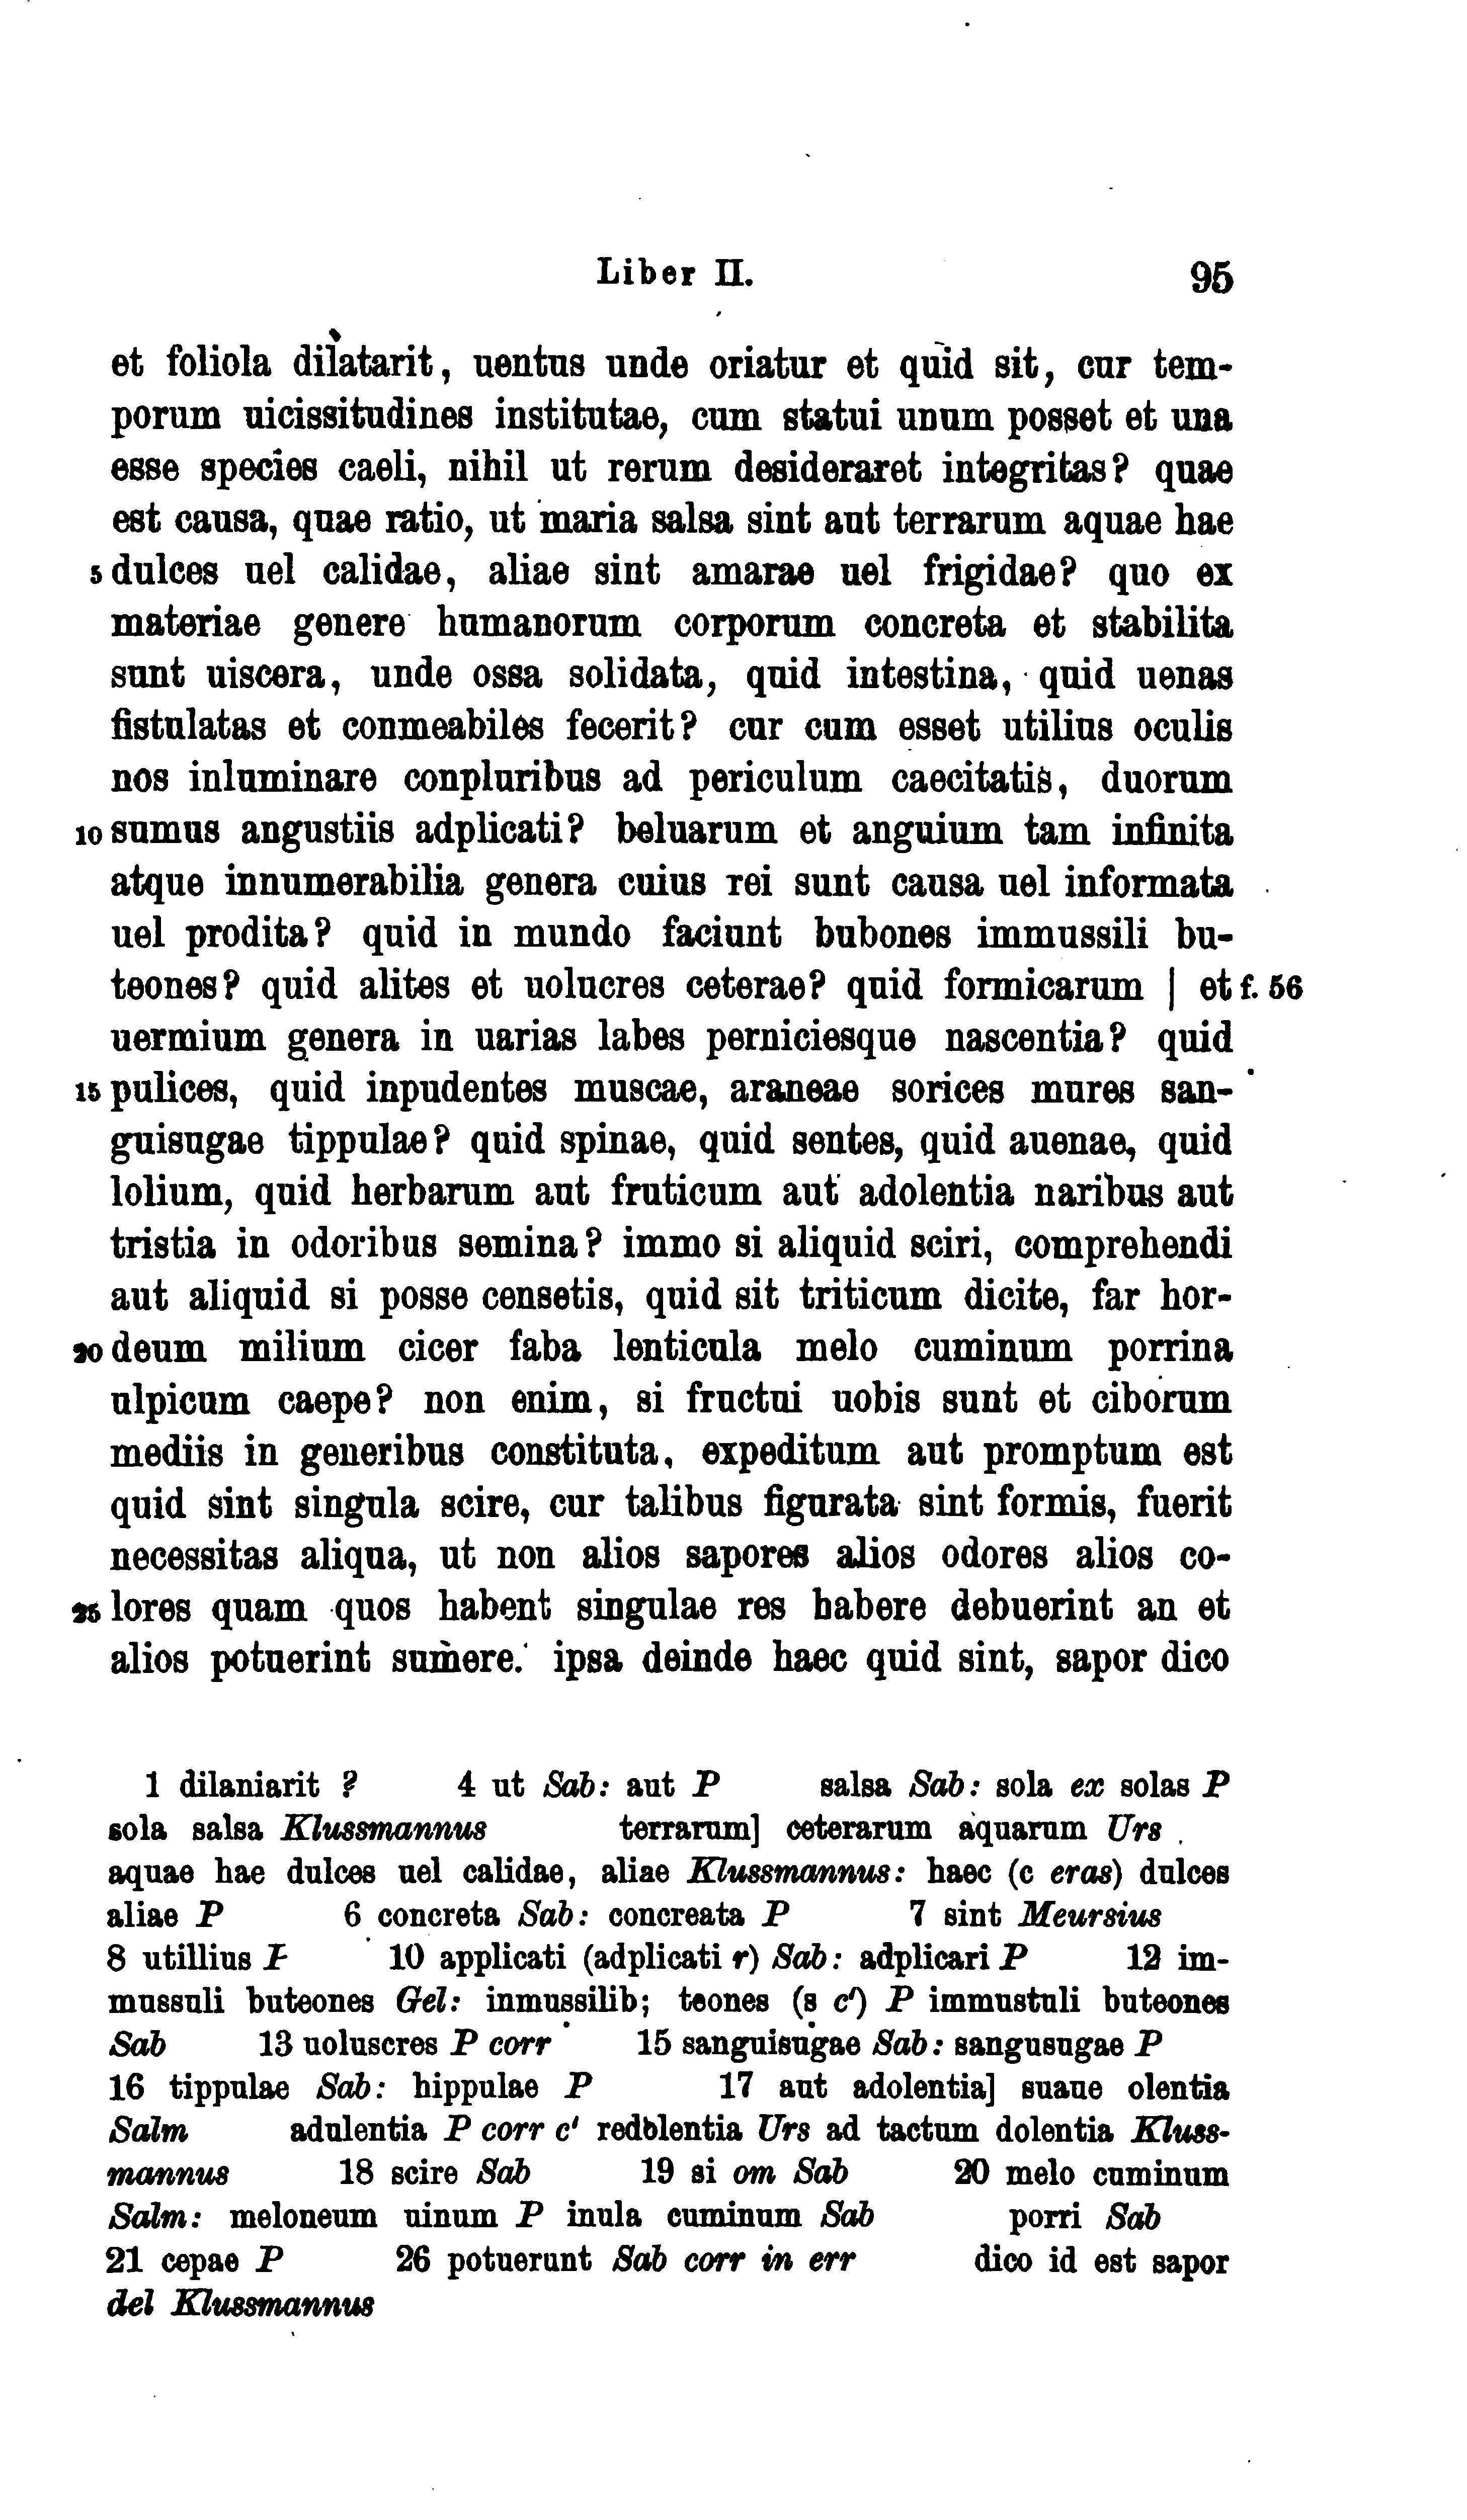 Liber II. 95
et foliola dilatarit, uentus unde oriatur et quid sit, cur tem-
porum uicissitudines institutae, cum statui unum posset et una
esse species caeli, nihil ut rerum desideraret integritas? quae
est causa, quae ratio, ut maria salsa sint aut terrarum aquae hae
5 dulces uel calidae, aliae sint amarae uel frigidae? quo ex
materiae genere humanorum corporum concreta et stabilita
sunt uiscera, unde ossa solidata, quid intestina, quid uenas
fistulatas et conmeabiles fecerit? cur cum esset utilius oculis
nos inluminare conpluribus ad periculum caecitatis, duorum
10 sumus angustiis adplicati? beluarum et anguium tam infinita
atque innumerabilia genera cuius rei sunt causa uel informata
uel prodita? quid in mundo faciunt bubones immussili bu-
teones? quid alites et uolucres ceterae? quid formicarum | et f. 56
uermium genera in uarias labes perniciesque nascentia? quid
15 pulices, quid inpudentes muscae, araneae sorices mures san-
guisugae tippulae? quid spinae, quid sentes, quid auenae, quid
lolium, quid herbarum aut fruticum aut adolentia naribus aut
tristia in odoribus semina? immo si aliquid sciri, comprehendi
aut aliquid si posse censetis, quid sit triticum dicite, far hor-
20 deum milium cicer faba lenticula melo cuminum porrina
ulpicum caepe? non enim, si fructui uobis sunt et ciborum
mediis in generibus constituta, expeditum aut promptum est
quid sint singula scire, cur talibus figurata sint formis, fuerit
necessitas aliqua, ut non alios sapores alios odores alios co-
25 lores quam quos habent singulae res habere debuerint an et
alios potuerint sumere. ipsa deinde haec quid sint, sapor dico
1 dilaniarit ? 4 ut Sab: aut P salsa Sab: sola ex solas P
sola salsa Klussmannus terrarum] ceterarum aquarum Urs
aquae hae dulces uel calidae, aliae Klussmannus: haec (c eras) dulces
aliae P 6 concreta Sab: concreata P 7 sint Meursius
8 utillius P 10 applicati (adplicati r) Sab: adplicari P 12 im-
mussuli buteones Gel: inmussilib; teones (s c') P immustuli buteones
Sab 13 uoluscres P corr 15 sanguisugae Sab: sangusugae P
16 tippulae Sab: hippulae P 17 aut adolentia] suaue olentia
Salm adulentia P corr c' redolentia Urs ad tactum dolentia Kluss-
mannus 18 scire Sab 19 si om Sab 20 melo cuminum
Salm: meloneum uinum P inula cuminum Sab porri Sab
21 cepae P 26 potuerunt Sab corr in err dico id est sapor
del Klussmannus